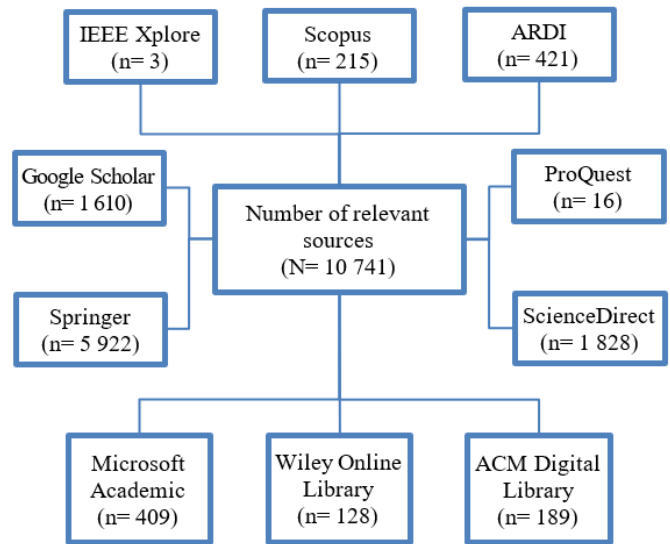 IEEE Xplore
(n= 3)
Scopus
(n= 215)
ARDI
(n= 421)
Google Scholar
(n= 1 610)
ProQuest
(n= 16)
Number of relevant
sources
(N= 10 741)
Springer
(n= 5 922)
ScienceDirect
(n= 1 828)
Microsoft
Academic
(n= 409)
Wiley Online
Library
(n= 128)
ACM Digital
Library
(n= 189)